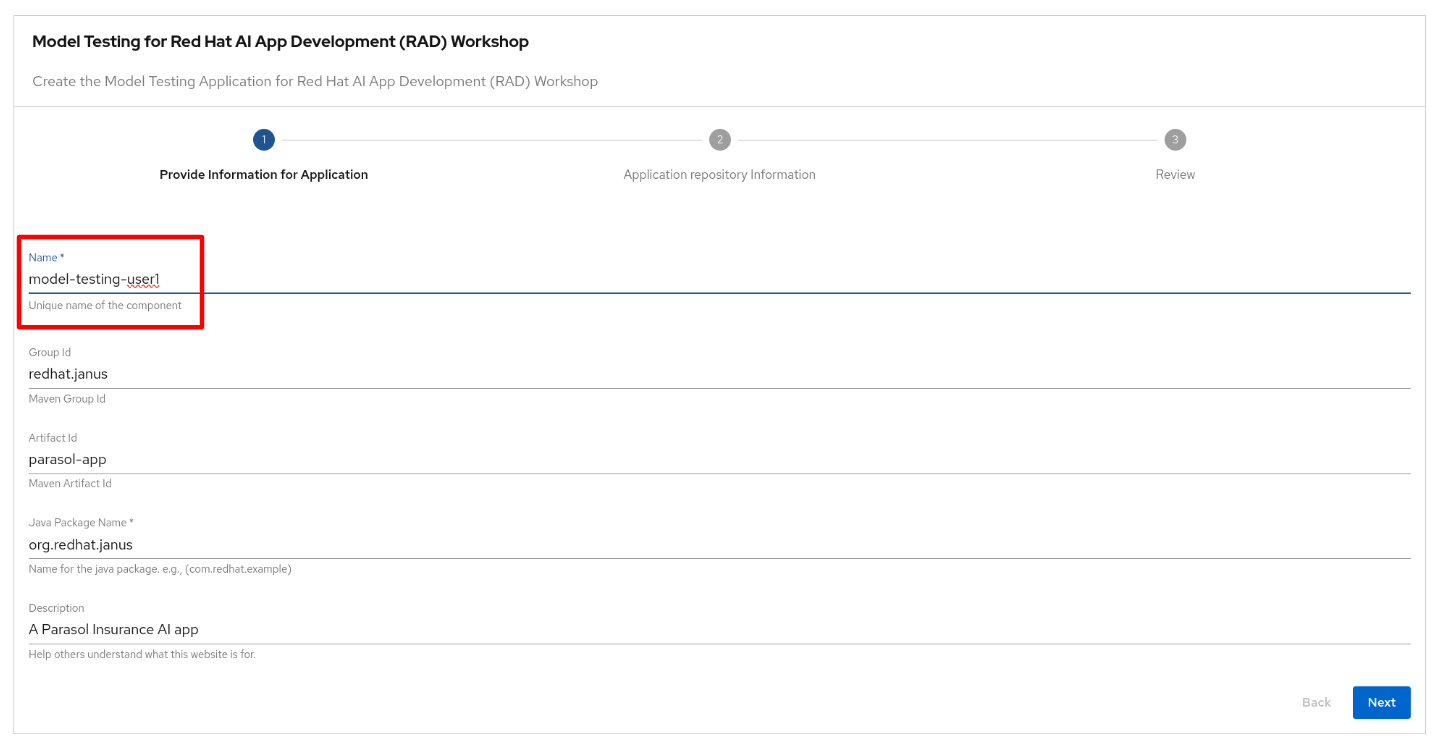 Model Testing for Red Hat AI App Development (RAD) Workshop
Create the Model Testing Application for Red Hat AI App Development (RAD) Workshop
1
2
3
Provide Information for Application
Application repository Information
Review
Name *
model-testing-user1
Unique name of the component
Group Id
redhat.janus
Maven Group Id
Artifact Id
parasol-app
Maven Artifact Id
Java Package Name *
org.redhat.janus
Name for the java package. e.g., (com.redhat.example)
Description
A Parasol Insurance AI app
Help others understand what this website is for.
Back
Next